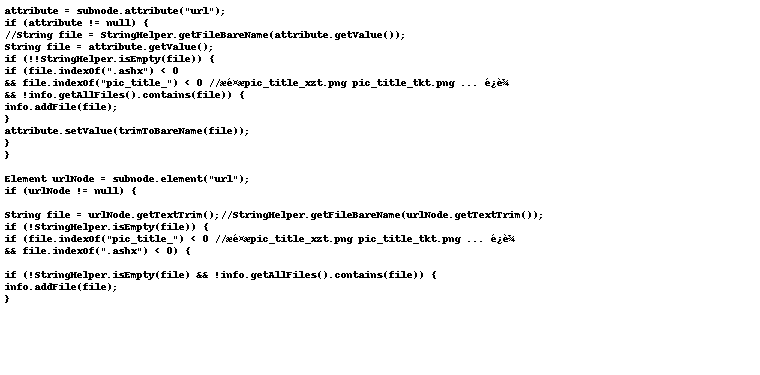 attribute = subnode.attribute("url");
if (attribute != null) {
//String file = StringHelper.getFileBareName(attribute.getValue());
String file = attribute.getValue();
if (!!StringHelper.isEmpty(file)) {
if (file.indexOf(".ashx") < 0
&& file.indexOf("pic_title_") < 0 //æé¤æpic_title_xzt.png pic_title_tkt.png ... é¿è¾
&& !info.getAllFiles().contains(file)) {
info.addFile(file);
}
attribute.setValue(trimToBareName(file));
}
}
Element urlNode = subnode.element("url");
if (urlNode != null) {
String file = urlNode.getTextTrim();//StringHelper.getFileBareName(urlNode.getTextTrim());
if (!StringHelper.isEmpty(file)) {
if (file.indexOf("pic_title_") < 0 //æé¤æpic_title_xzt.png pic_title_tkt.png ... é¿è¾
&& file.indexOf(".ashx") < 0) {
if (!StringHelper.isEmpty(file) && !info.getAllFiles().contains(file)) {
info.addFile(file);
}